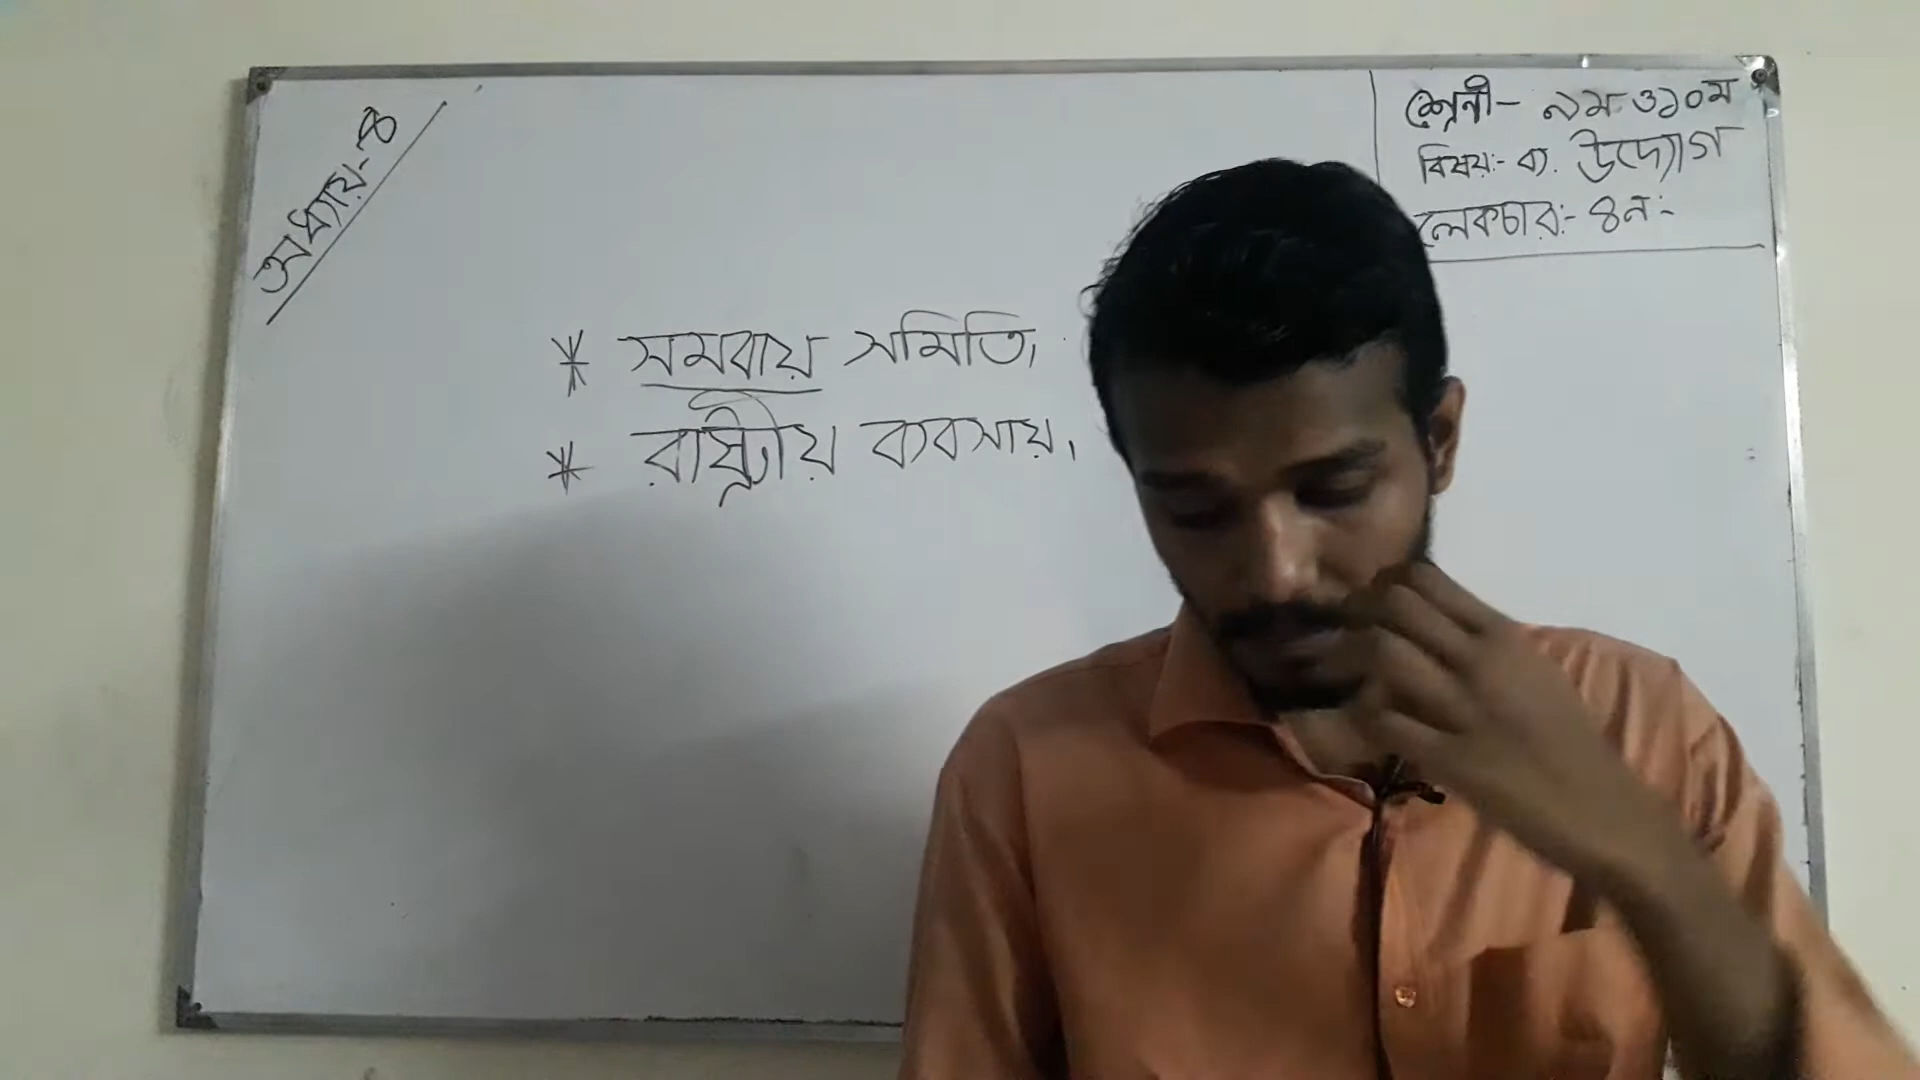 অধ্যায়-৪
শ্রেণী- ৯ম ও ১০ম
বিষয়:- ব্য. উদ্যোগ
লেকচার:- ৪নং-
* সমবায় সমিতি,
* রাষ্ট্রীয় ব্যবসায়,